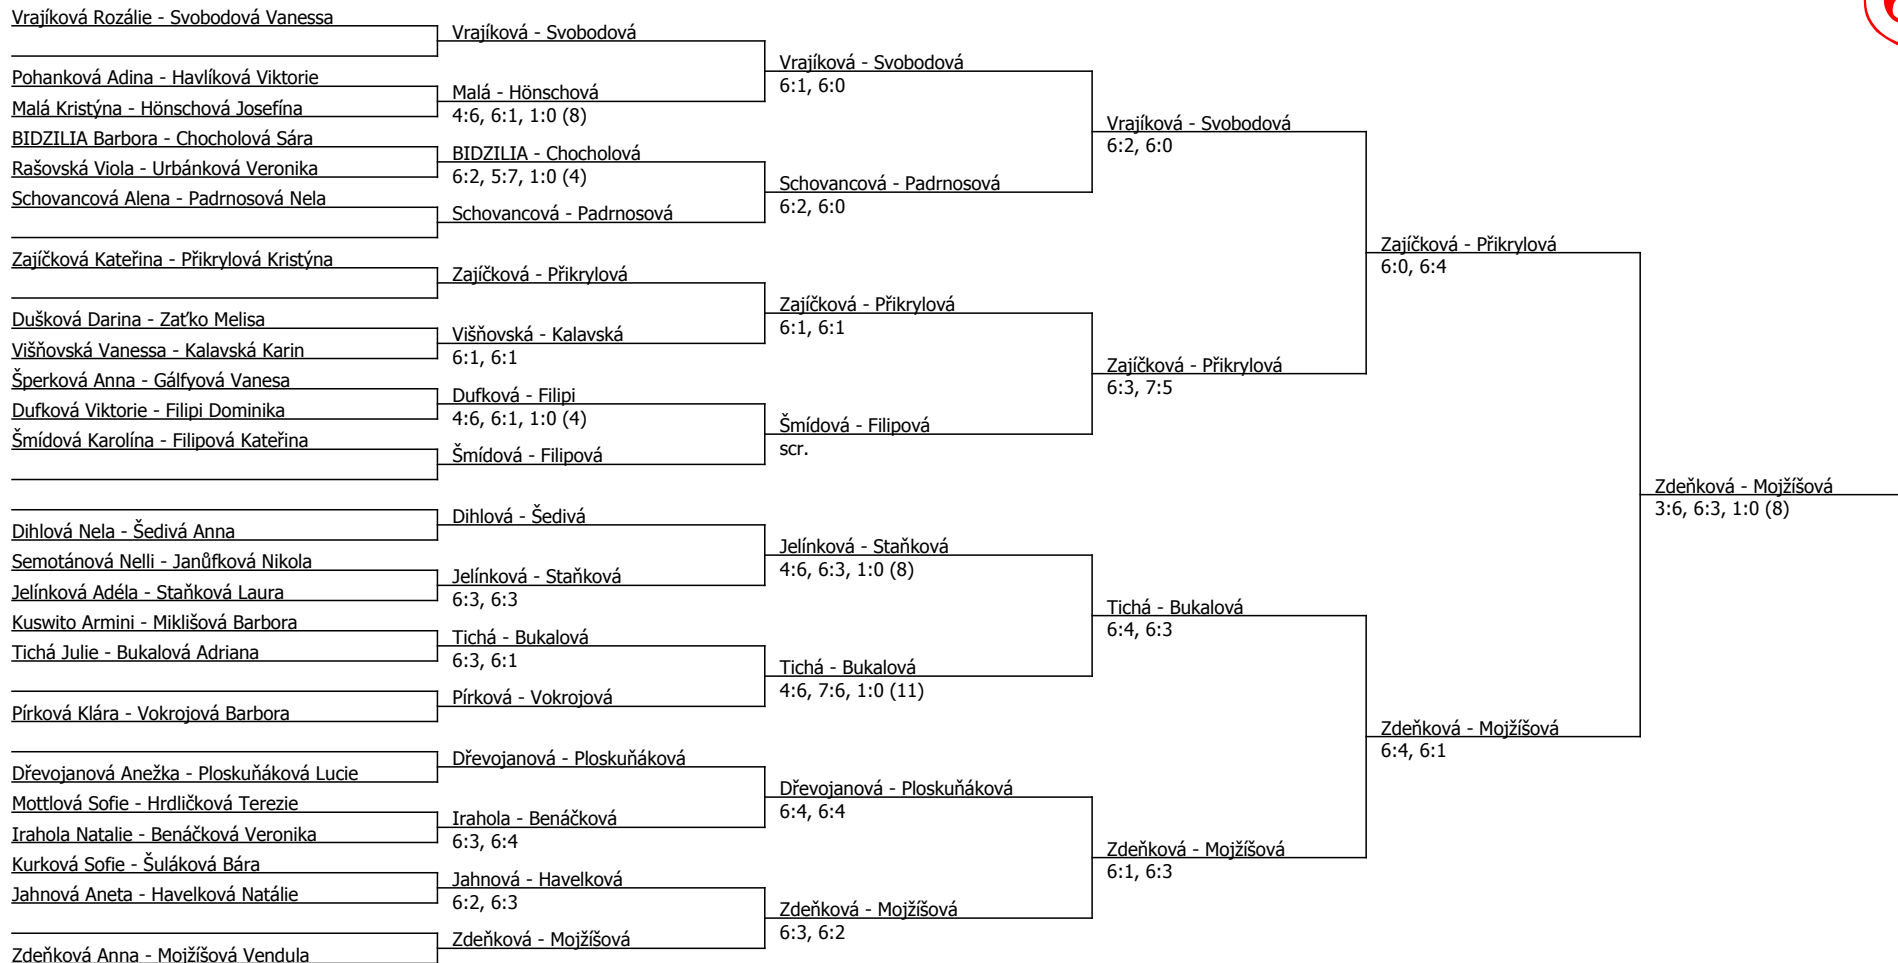 Vrajíková Rozálie - Svobodová Vanessa
Pohanková Adina - Havlíková Viktorie
Malá Kristýna - Hönschová Josefína
BIDZILIA Barbora - Chocholová Sára
Rašovská Viola - Urbánková Veronika
Schovancová Alena - Padrnosová Nela
Zajíčková Kateřina - Přikrylová Kristýna
Dušková Darina - Zaťko Melisa
Višňovská Vanessa - Kalavská Karin
Šperková Anna - Gálfyová Vanesa
Dufková Viktorie - Filipi Dominika
Šmídová Karolína - Filipová Kateřina
Dihlová Nela - Šedivá Anna
Semotánová Nelli - Janůfková Nikola
Jelínková Adéla - Staňková Laura
Kuswito Armini - Miklišová Barbora
Tichá Julie - Bukalová Adriana
Pírková Klára - Vokrojová Barbora
Dřevojanová Anežka - Ploskuňáková Lucie
Mottlová Sofie - Hrdličková Terezie
Irahola Natalie - Benáčková Veronika
Kurková Sofie - Šuláková Bára
Jahnová Aneta - Havelková Natálie
Zdeňková Anna - Mojžíšová Vendula
Vrajíková - Svobodová
Malá - Hönschová
4:6, 6:1, 1:0 (8)
BIDZILIA - Chocholová
6:2, 5:7, 1:0 (4)
Schovancová - Padrnosová
Zajíčková - Přikrylová
Višňovská - Kalavská
6:1, 6:1
Dufková - Filipi
4:6, 6:1, 1:0 (4)
Šmídová - Filipová
Dihlová - Šedivá
Jelínková - Staňková
6:3, 6:3
Tichá - Bukalová
6:3, 6:1
Pírková - Vokrojová
Dřevojanová - Ploskuňáková
Irahola - Benáčková
6:3, 6:4
Jahnová - Havelková
6:2, 6:3
Zdeňková - Mojžíšová
Vrajíková - Svobodová
6:1, 6:0
Schovancová - Padrnosová
6:2, 6:0
Zajíčková - Přikrylová
6:1, 6:1
Šmídová - Filipová
scr.
Jelínková - Staňková
4:6, 6:3, 1:0 (8)
Tichá - Bukalová
4:6, 7:6, 1:0 (11)
Dřevojanová - Ploskuňáková
6:4, 6:4
Zdeňková - Mojžíšová
6:3, 6:2
Vrajíková - Svobodová
6:2, 6:0
Zajíčková - Přikrylová
6:3, 7:5
Tichá - Bukalová
6:4, 6:3
Zdeňková - Mojžíšová
6:1, 6:3
Zajíčková - Přikrylová
6:0, 6:4
Zdeňková - Mojžíšová
6:4, 6:1
Zdeňková - Mojžíšová
3:6, 6:3, 1:0 (8)